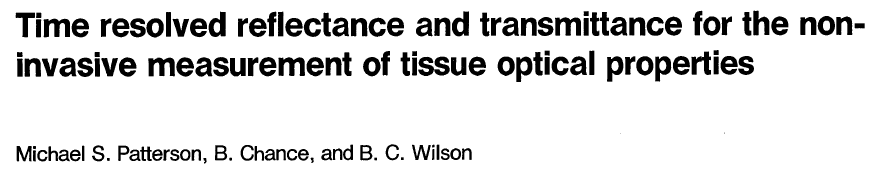 Time resolved reflectance and transmittance for the non-
invasive measurement of tissue optical properties
Michael S. Patterson, B. Chance, and B. C. Wilson